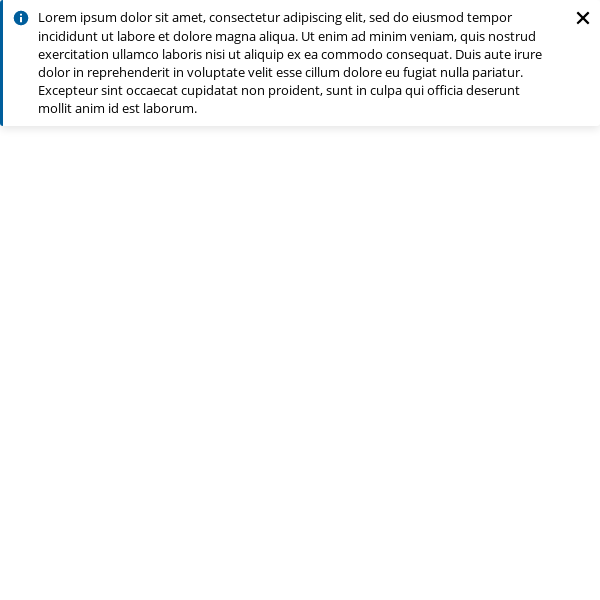 Lorem ipsum dolor sit amet, consectetur adipiscing elit, sed do eiusmod tempor
incididunt ut labore et dolore magna aliqua. Ut enim ad minim veniam, quis nostrud
exercitation ullamco laboris nisi ut aliquip ex ea commodo consequat. Duis aute irure
dolor in reprehenderit in voluptate velit esse cillum dolore eu fugiat nulla pariatur.
Excepteur sint occaecat cupidatat non proident, sunt in culpa qui officia deserunt
mollit anim id est laborum.